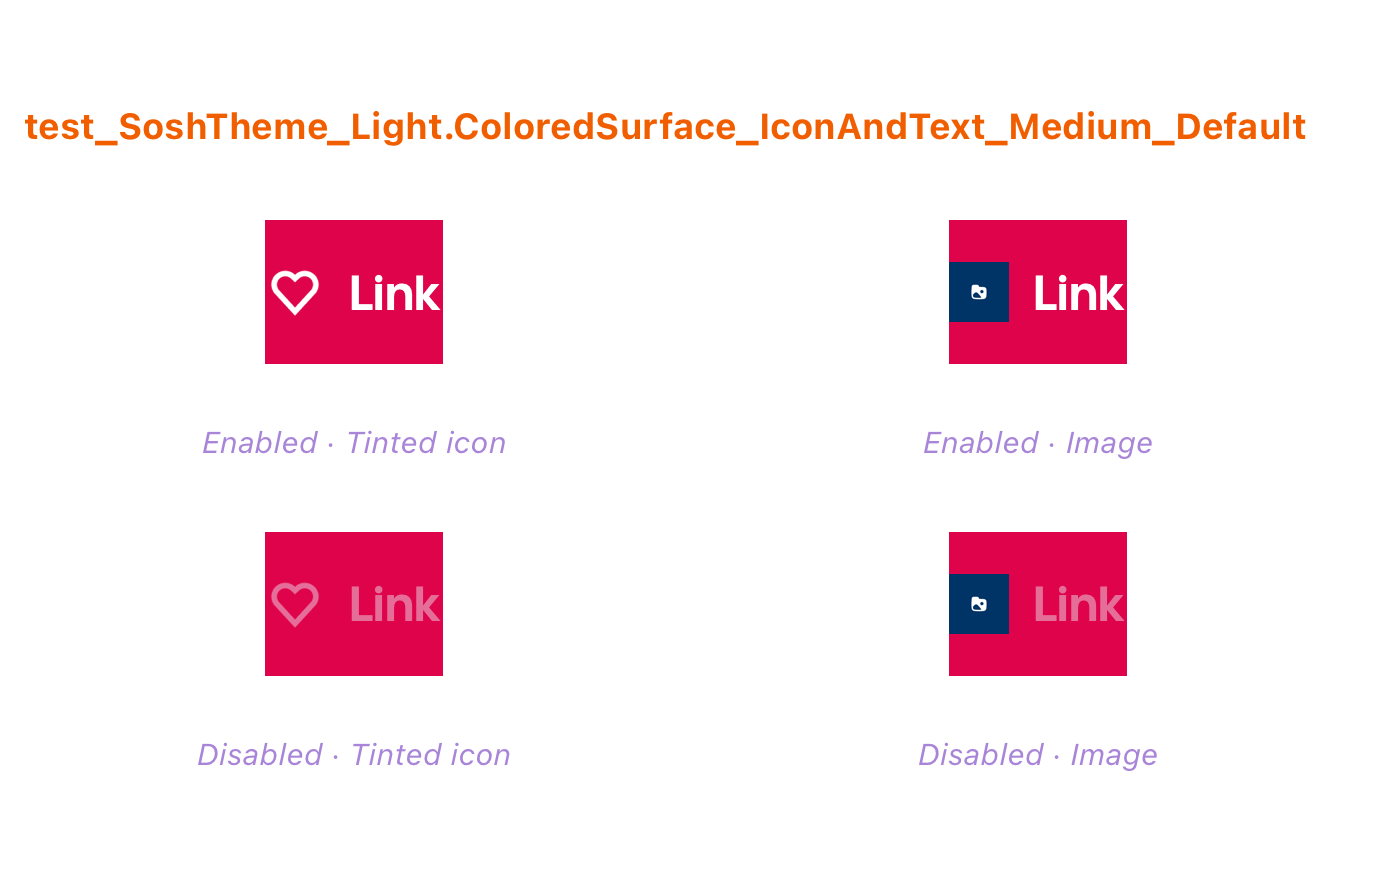 test_SoshTheme_Light.ColoredSurface_IconAndText_Medium_Default
Link
Link
Enabled · Tinted icon
Enabled · Image
Link
Link
Disabled · Tinted icon
Disabled · Image